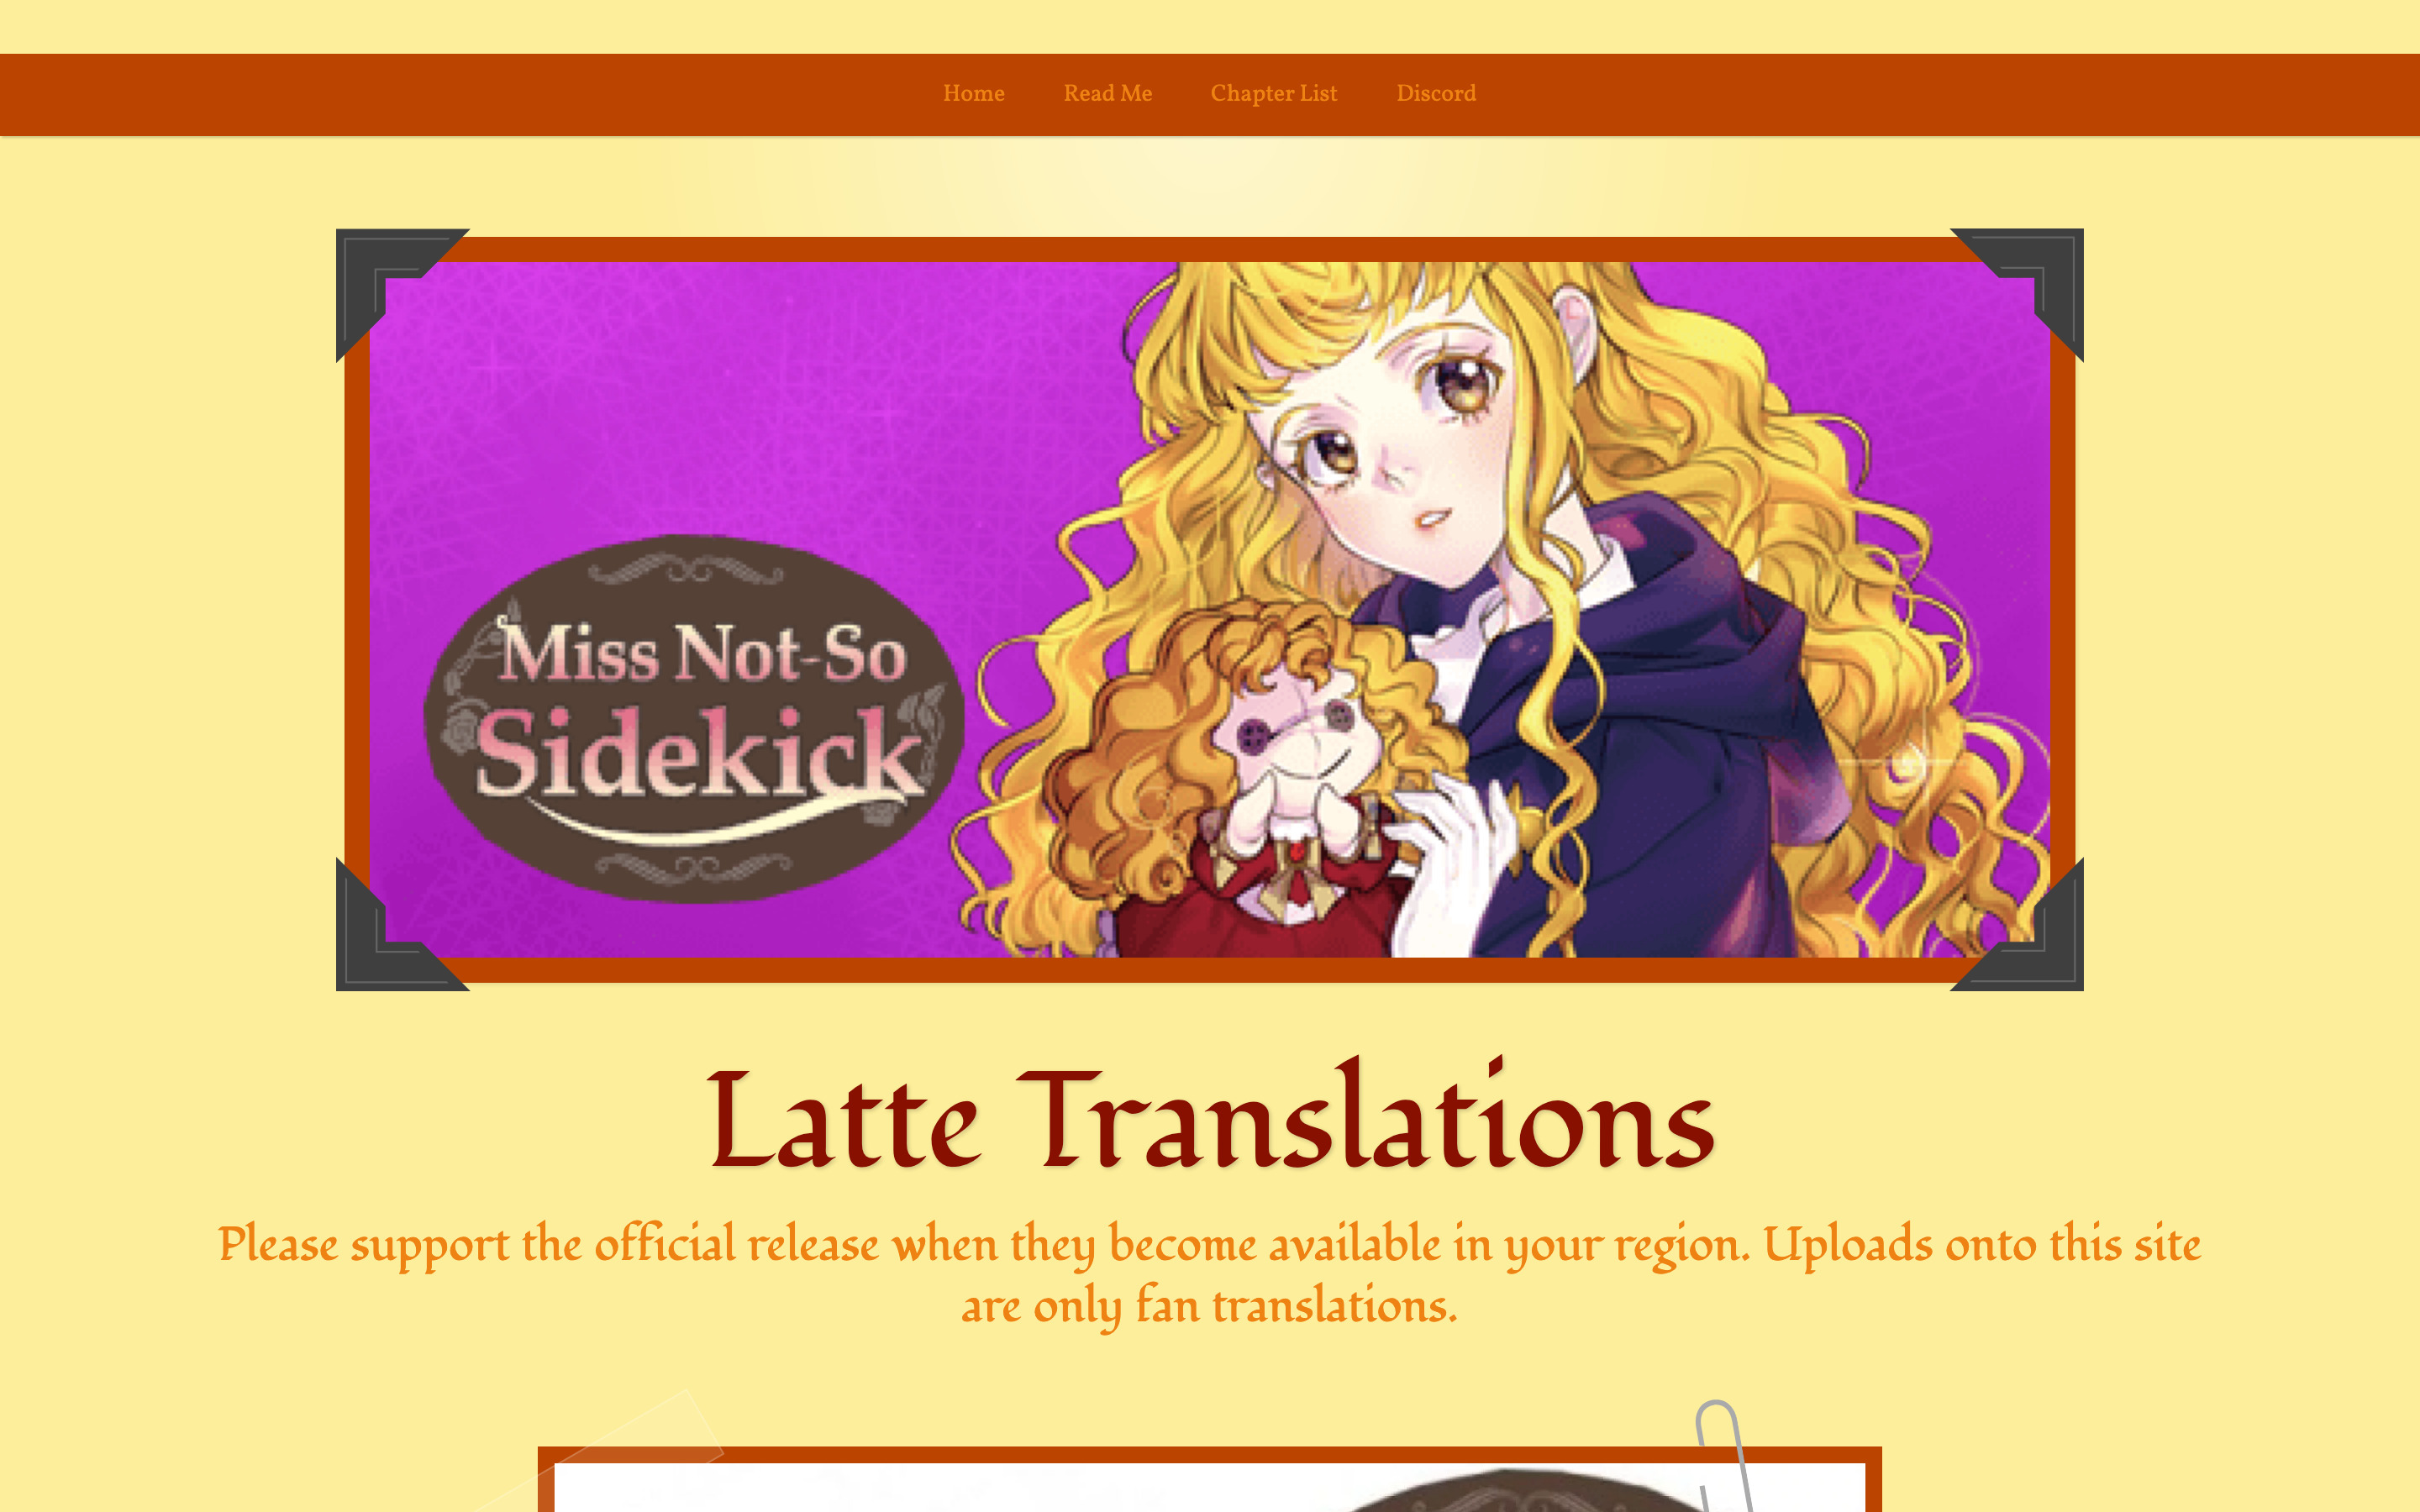 Home Read Me Chapter List Discord
Miss Not-So
Sidekick
Latte Translations
Please support the official release when they become available in your region. Uploads onto this site
are only fan translations.